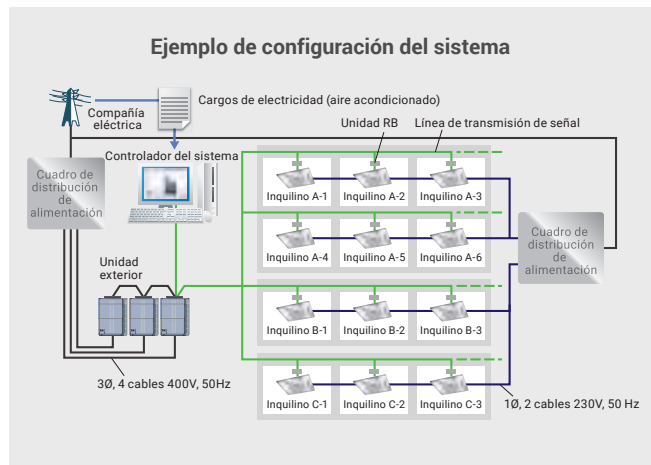 Ejemplo de configuración del sistema
Cargos de electricidad (aire acondicionado)
Compañía
eléctrica
Unidad RB
Línea de transmisión de señal
Controlador del sistema
Cuadro de
distribución
de
alimentación
Inquilino A-1
Inquilino A-2
Inquilino A-3
Inquilino A-4
Inquilino A-5
Inquilino A-6
Cuadro de
distribución
de
alimentación
Unidad
exterior
Inquilino B-1
Inquilino B-2
Inquilino B-3
3Ø, 4 cables 400V, 50Hz
Inquilino C-1
Inquilino C-2
Inquilino C-3
1Ø, 2 cables 230V, 50 Hz